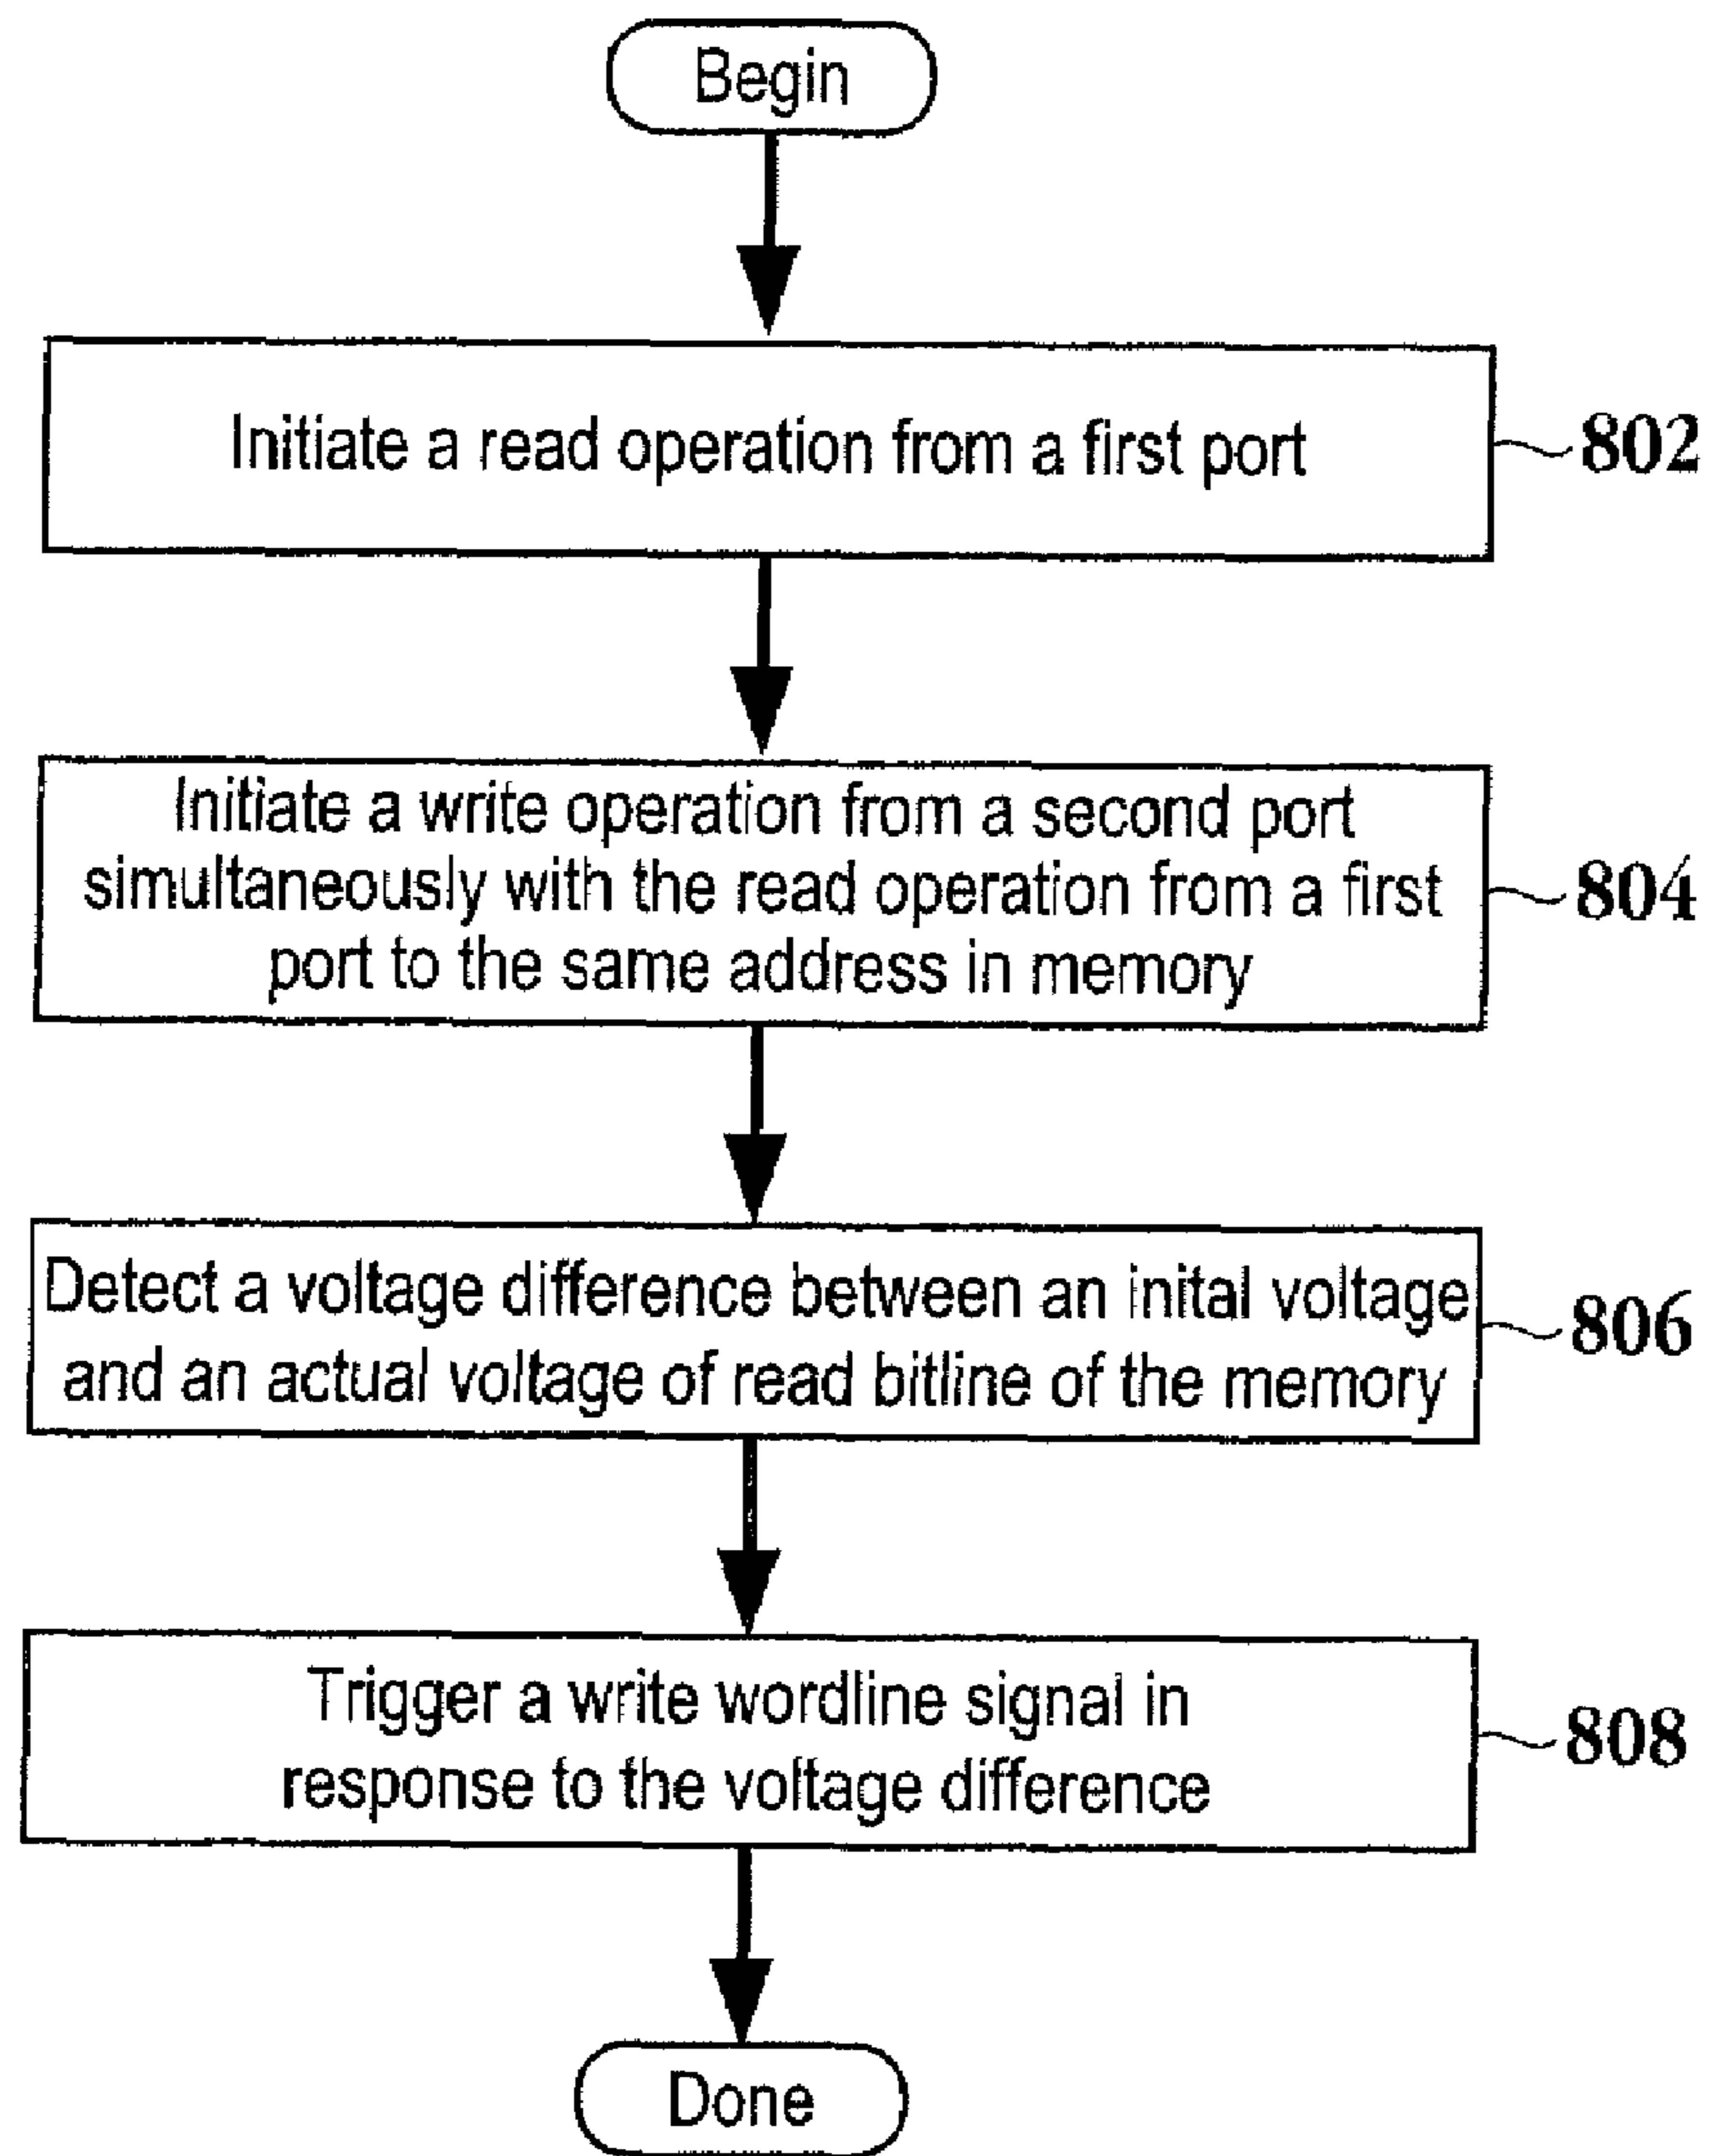 Begin
Initiate a read operation from a first port
802
Initiate a write operation from a second port
simultaneously with the read operation from a first
port to the same address in memory
804
Detect a voltage difference between an inital voltage
and an actual voltage of read bitline of the memory
806
Trigger a write wordline signal in
response to the voltage difference
808
Done